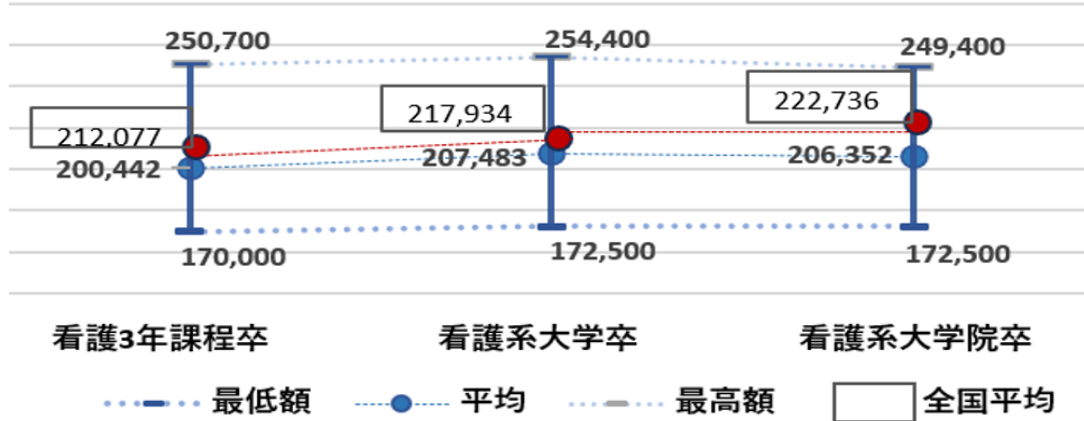 250,700
254,400
249,400
212,077
217,934
222,736
200,442
207,483
206,352
170,000
172,500
172,500
看護3年課程卒
看護系大学卒
看護系大学院卒
最低額
平均
最高額
全国平均